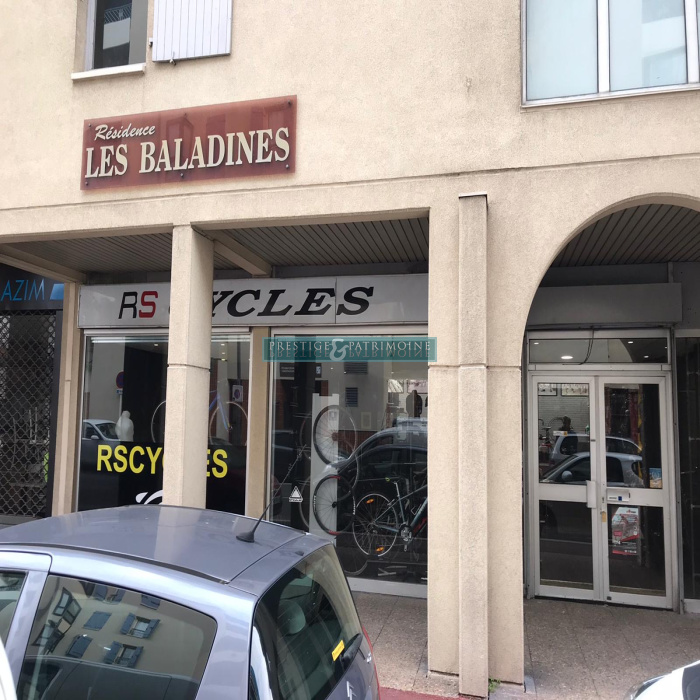 Résidence
LES BALADINES
AZIM
RS CYCLES
PRESTIGE & PATRIMOINE
RSCYCLES